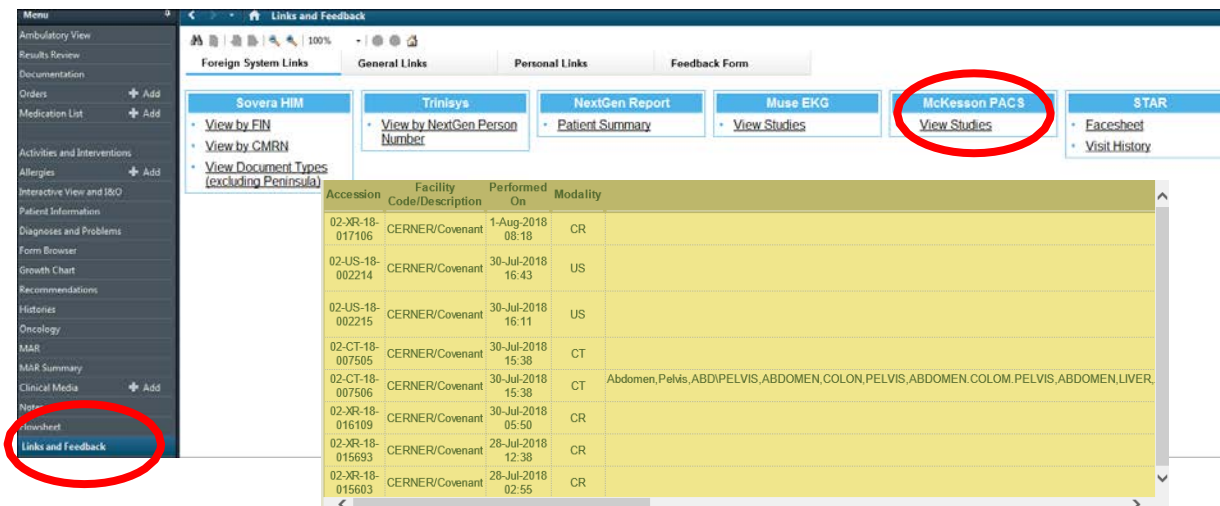 Menu
Links and Feedback
Ambulatory View
Results Review
Documentation
Orders + Add
Medication List + Add
Activities and Interventions
Allergies + Add
Interactive View and I&O
Patient Information
Diagnoses and Problems
Form Browser
Growth Chart
Recommendations
Histories
Oncology
MAR
MAR Summary
Clinical Media + Add
Notes
Flowsheet
Links and Feedback
100%
Foreign System Links General Links Personal Links Feedback Form
Sovera HIM
View by FIN
View by CMRN
View Document Types
(excluding Peninsula)
Trinisys
View by NextGen Person
Number
NextGen Report
Patient Summary
Muse EKG
View Studies
McKesson PACS
View Studies
STAR
Facesheet
Visit History
Accession Facility Code/Description Performed On Modality
02-XR-18-017106 CERNER/Covenant 1-Aug-2018 08:18 CR
02-US-18-002214 CERNER/Covenant 30-Jul-2018 16:43 US
02-US-18-002215 CERNER/Covenant 30-Jul-2018 16:11 US
02-CT-18-007505 CERNER/Covenant 30-Jul-2018 15:38 CT
02-CT-18-007506 CERNER/Covenant 30-Jul-2018 15:38 CT Abdomen,Pelvis,ABD\PELVIS,ABDOMEN,COLON,PELVIS,ABDOMEN.COLOM.PELVIS,ABDOMEN,LIVER,
02-XR-18-016109 CERNER/Covenant 30-Jul-2018 05:50 CR
02-XR-18-015693 CERNER/Covenant 28-Jul-2018 12:38 CR
02-XR-18-015603 CERNER/Covenant 28-Jul-2018 02:55 CR